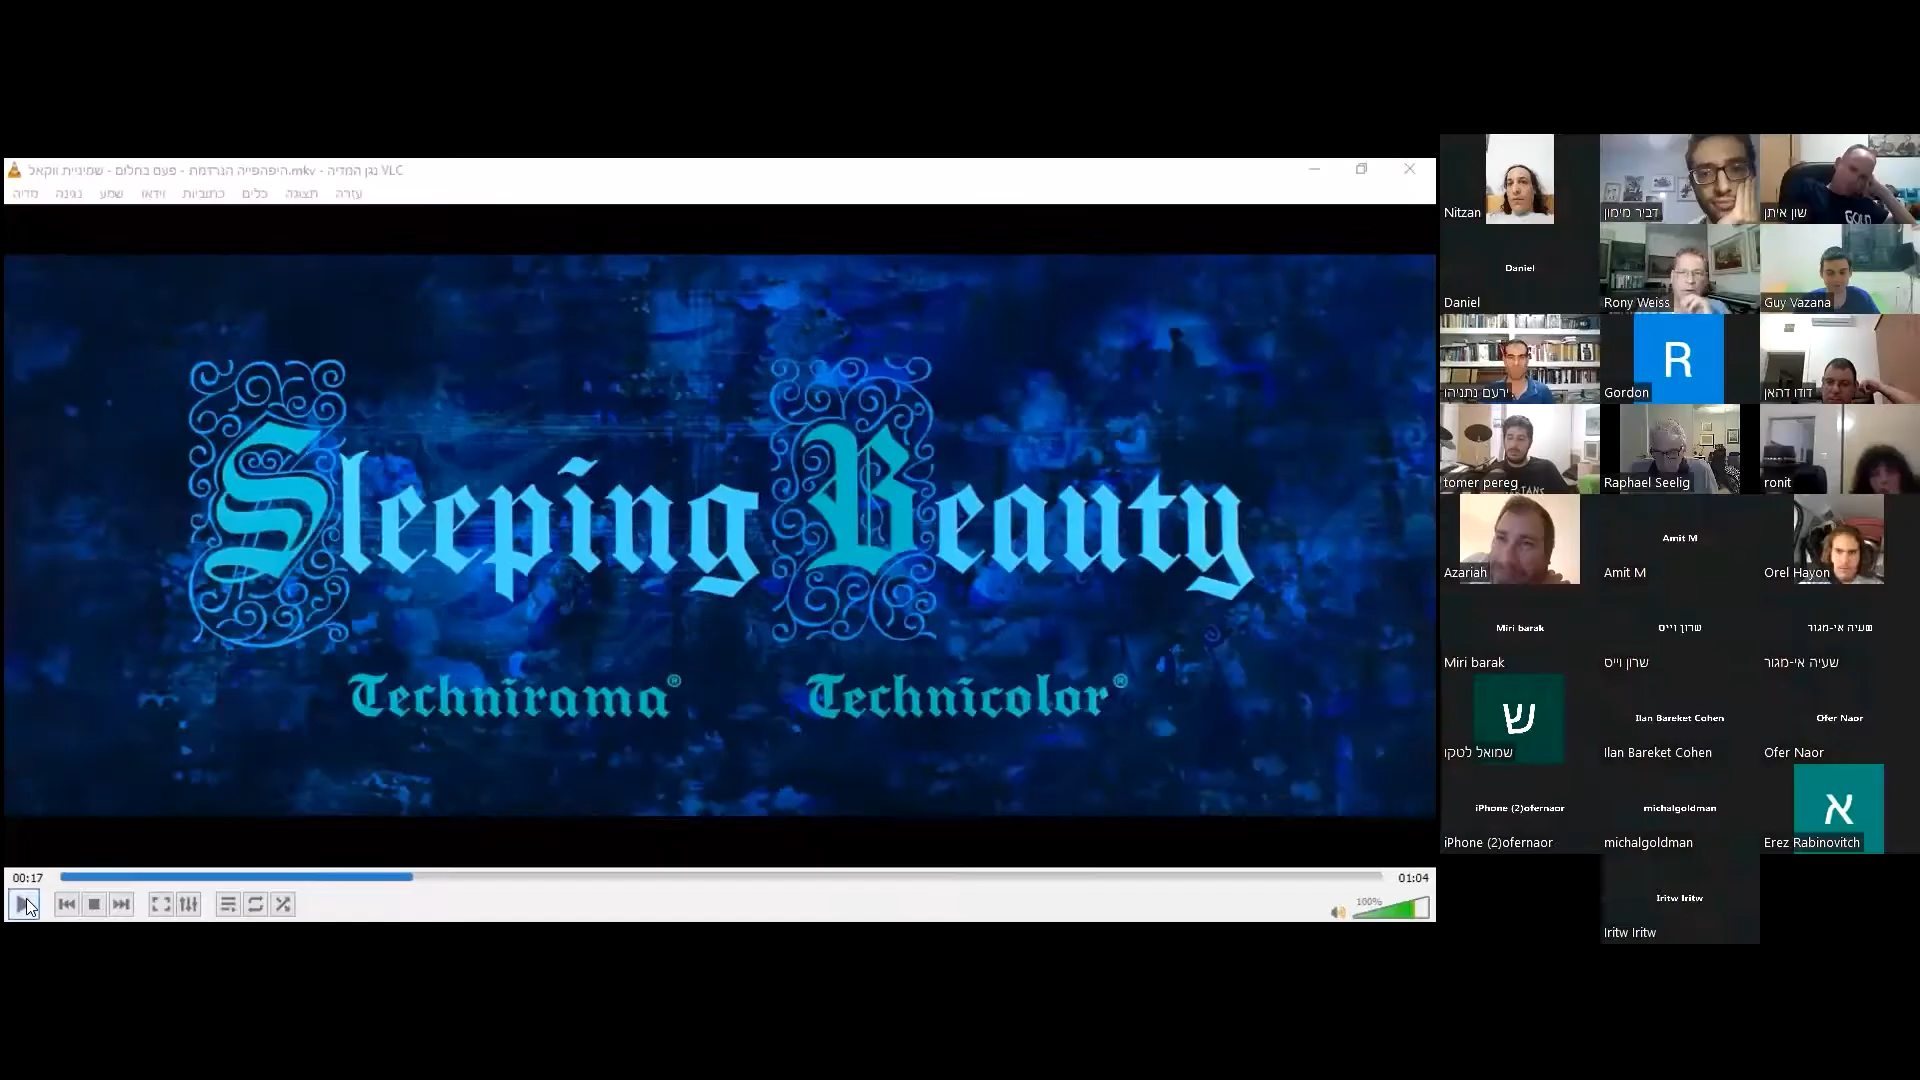 היפהפייה הנרדמת - פעם בחלום - שמיניית ווקאל.mkv - נגן המדיה VLC
מדיה נגינה שמע וידאו כתוביות כלים תצוגה עזרה
Sleeping Beauty
Technirama® Technicolor®
00:17
01:04
100%
Nitzan
דביר מימון
שון איתן
GOLD
Daniel
Daniel
Rony Weiss
Guy Vazana
ירעם נתניהו
R
Gordon
דודו דהאן
tomer pereg
Raphael Seelig
ronit
Azariah
Amit M
Amit M
Orel Hayon
Miri barak
Miri barak
שרון וייס
שרון וייס
שעיה אי-מגור
שעיה אי-מגור
ש
שמואל לטקו
Ilan Bareket Cohen
Ilan Bareket Cohen
Ofer Naor
Ofer Naor
iPhone (2)ofernaor
iPhone (2)ofernaor
michalgoldman
michalgoldman
א
Erez Rabinovitch
Iritw Iritw
Iritw Iritw